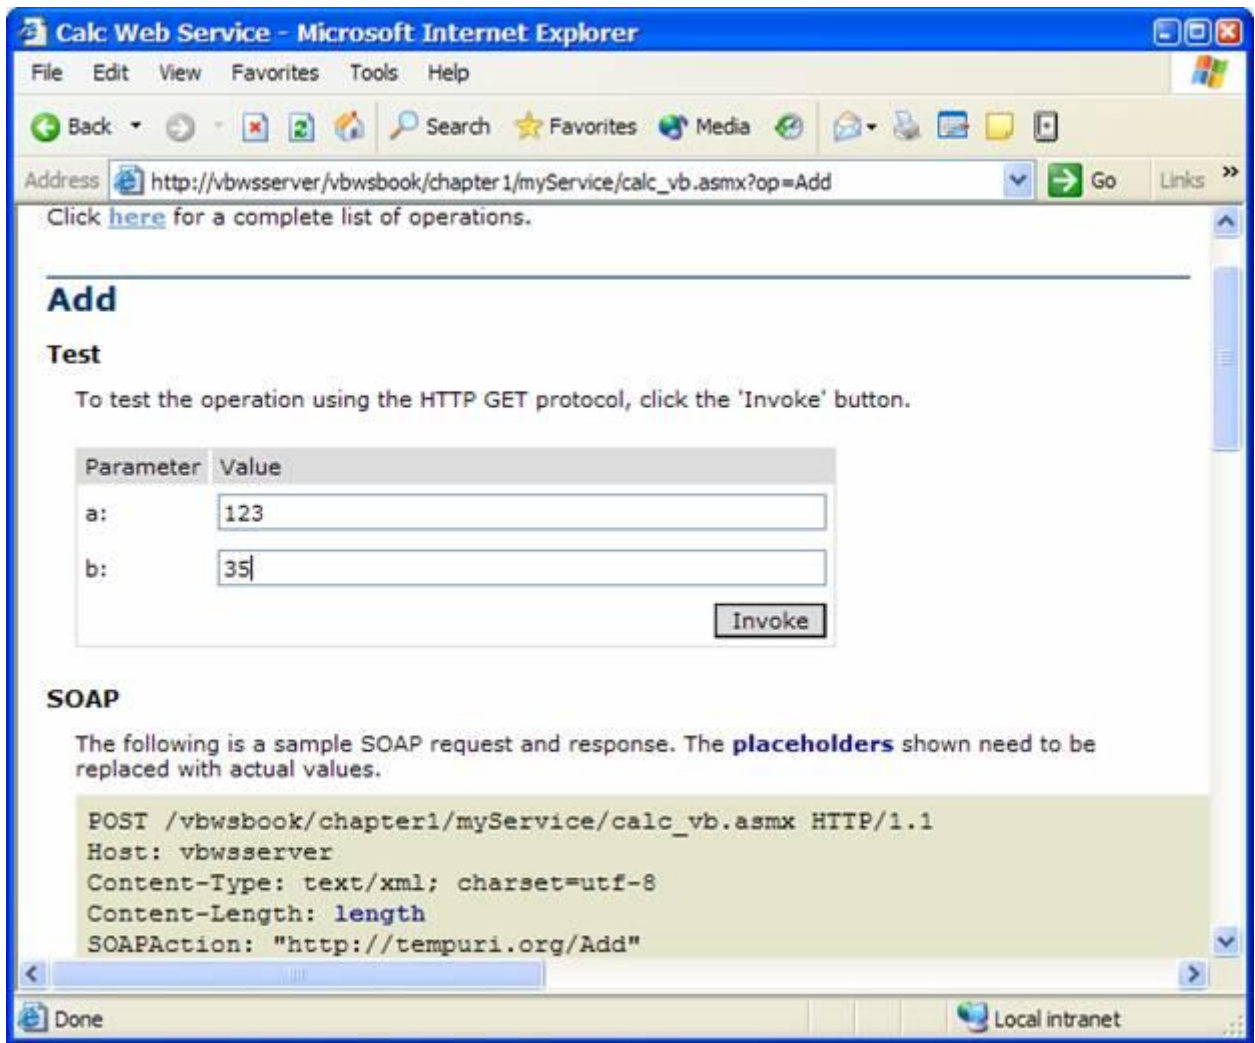 Calc Web Service - Microsoft Internet Explorer
File Edit View Favorites Tools Help
Back Search Favorites Media
Address http://vbwsserver/vbwsbook/chapter1/myService/calc_vb.asmx?op=Add Go Links »
Click here for a complete list of operations.
Add
Test
To test the operation using the HTTP GET protocol, click the 'Invoke' button.
Parameter Value
a: 123
b: 35
Invoke
SOAP
The following is a sample SOAP request and response. The placeholders shown need to be
replaced with actual values.
POST /vbwsbook/chapter1/myService/calc_vb.asmx HTTP/1.1
Host: vbwsserver
Content-Type: text/xml; charset=utf-8
Content-Length: length
SOAPAction: "http://tempuri.org/Add"
Done Local intranet